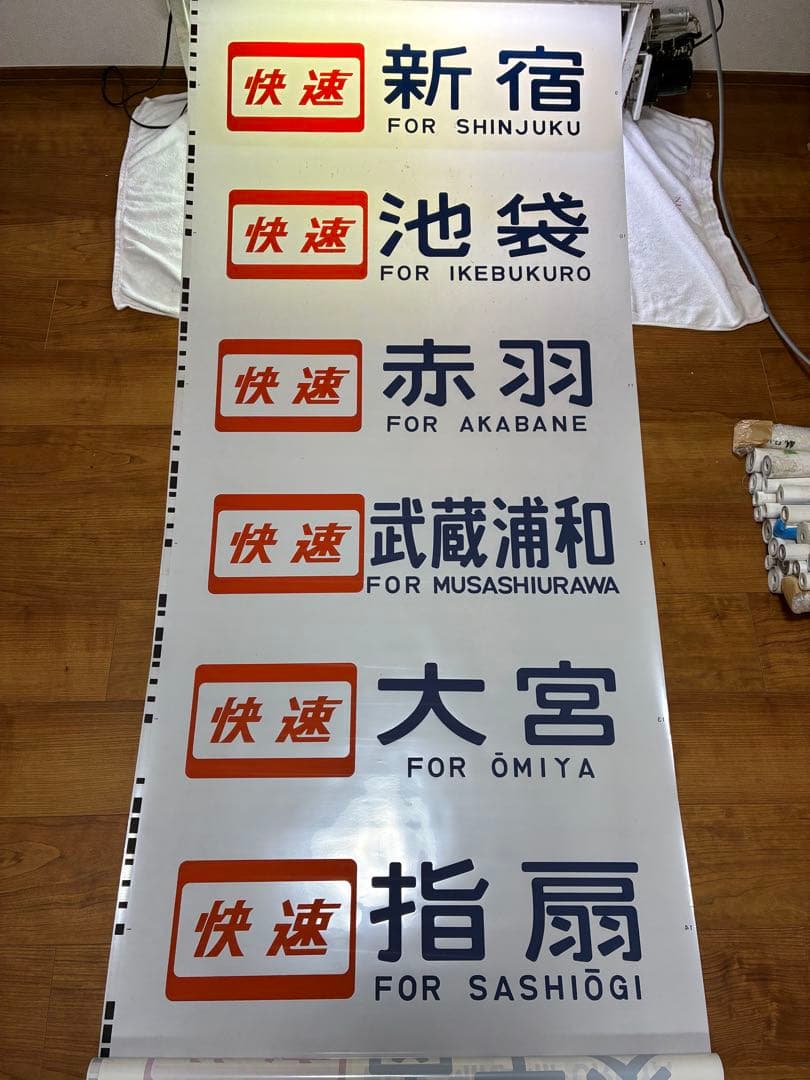 快速 新宿
FOR SHINJUKU
快速 池袋
FOR IKEBUKURO
快速 赤羽
FOR AKABANE
快速 武蔵浦和
FOR MUSASHIURAWA
快速 大宮
FOR ŌMIYA
快速 指扇
FOR SASHIŌGI